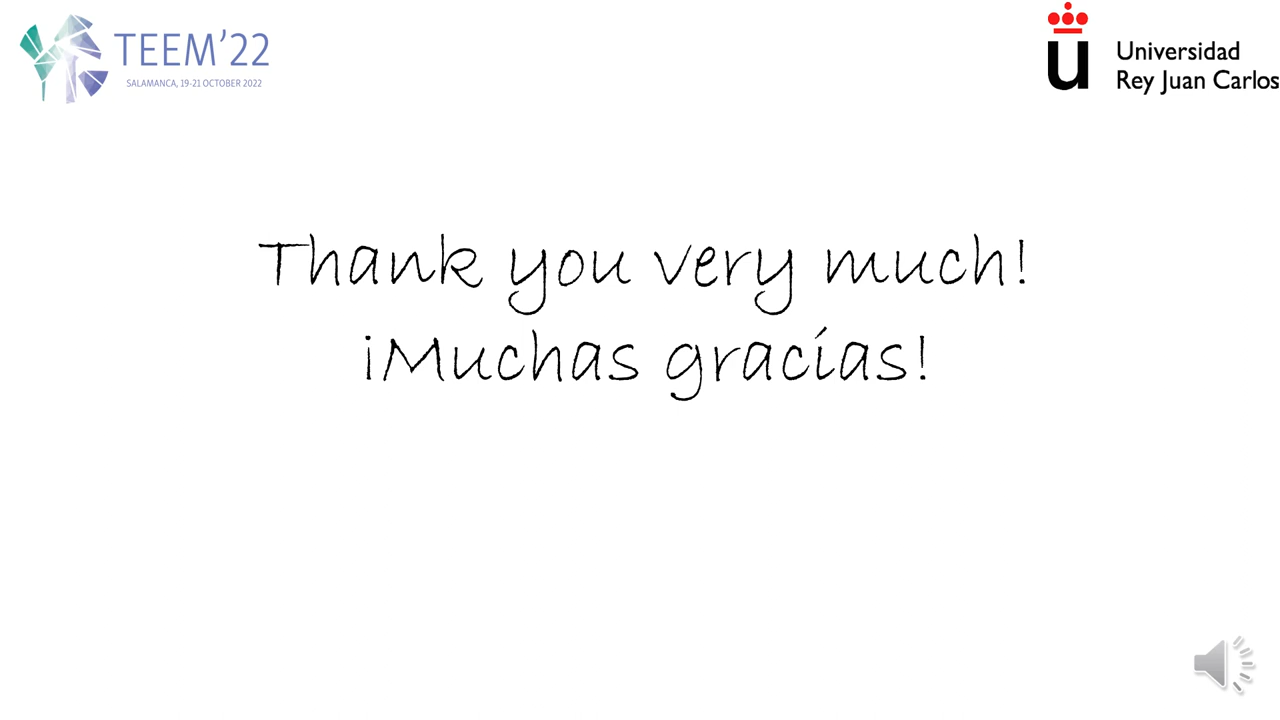 TEEM'22
SALAMANCA, 19-21 OCTOBER 2022
Universidad
Rey Juan Carlos
Thank you very much!
¡Muchas gracias!